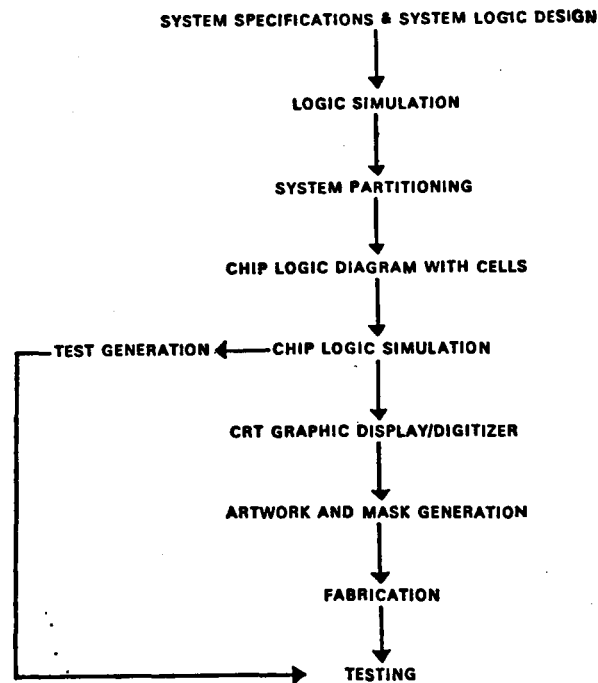 SYSTEM SPECIFICATIONS & SYSTEM LOGIC DESIGN
LOGIC SIMULATION
SYSTEM PARTITIONING
CHIP LOGIC DIAGRAM WITH CELLS
TEST GENERATION
CHIP LOGIC SIMULATION
CRT GRAPHIC DISPLAY/DIGITIZER
ARTWORK AND MASK GENERATION
FABRICATION
TESTING